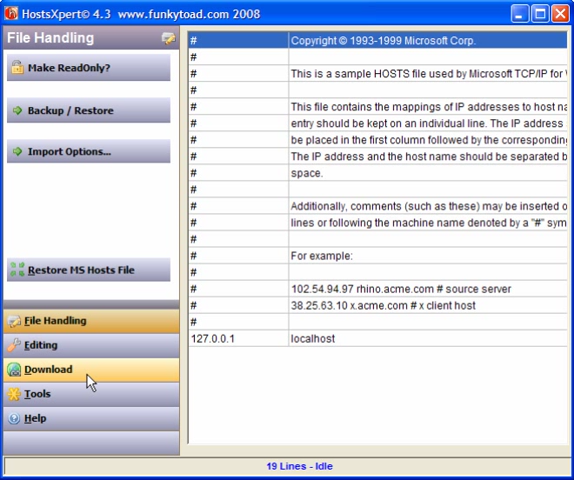 HostsXpert© 4.3 www.funkytoad.com 2008
File Handling
Make ReadOnly?
Backup / Restore
Import Options...
Restore MS Hosts File
File Handling
Editing
Download
Tools
Help
# Copyright © 1993-1999 Microsoft Corp.
#
# This is a sample HOSTS file used by Microsoft TCP/IP for
#
# This file contains the mappings of IP addresses to host
# entry should be kept on an individual line. The IP address
# be placed in the first column followed by the
# The IP address and the host name should be separated
# space.
#
# Additionally, comments (such as these) may be inserted
# lines or following the machine name denoted by a "#"
#
# For example:
#
# 102.54.94.97 rhino.acme.com # source server
# 38.25.63.10 x.acme.com # x client host
#
127.0.0.1 localhost
19 Lines - Idle